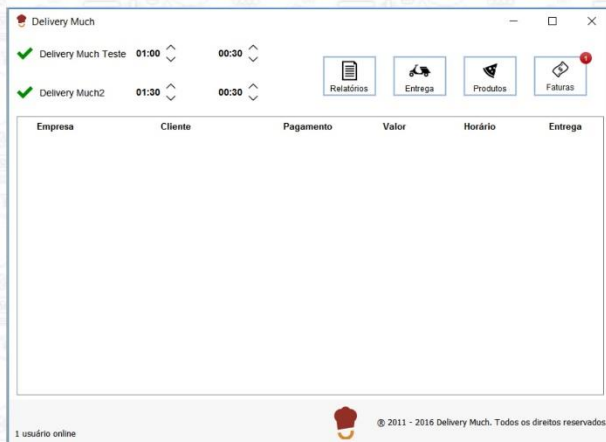 Delivery Much
Delivery Much Teste 01:00 00:30
Delivery Much2 01:30 00:30
Relatórios Entrega Produtos Faturas 1
Empresa Cliente Pagamento Valor Horário Entrega
1 usuário online
® 2011 - 2016 Delivery Much. Todos os direitos reservados